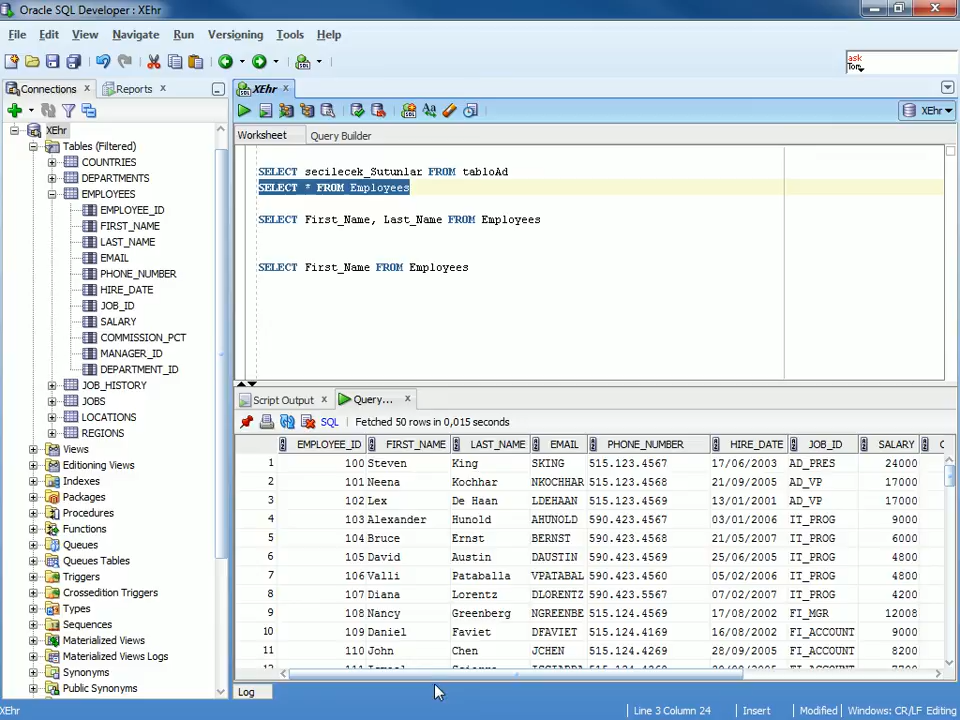 Oracle SQL Developer : XEhr
File Edit View Navigate Run Versioning Tools Help
ask
Tom
Connections Reports
XEhr
XEhr
Worksheet Query Builder
XEhr
Tables (Filtered)
COUNTRIES
DEPARTMENTS
EMPLOYEES
EMPLOYEE_ID
FIRST_NAME
LAST_NAME
EMAIL
PHONE_NUMBER
HIRE_DATE
JOB_ID
SALARY
COMMISSION_PCT
MANAGER_ID
DEPARTMENT_ID
JOB_HISTORY
JOBS
LOCATIONS
REGIONS
Views
Editioning Views
Indexes
Packages
Procedures
Functions
Queues
Queues Tables
Triggers
Crossedition Triggers
Types
Sequences
Materialized Views
Materialized Views Logs
Synonyms
Public Synonyms
SELECT secilecek_Sutunlar FROM tabloAd
SELECT * FROM Employees
SELECT First_Name, Last_Name FROM Employees
SELECT First_Name FROM Employees
Script Output Query...
SQL Fetched 50 rows in 0,015 seconds
EMPLOYEE_ID FIRST_NAME LAST_NAME EMAIL PHONE_NUMBER HIRE_DATE JOB_ID SALARY C
1 100 Steven King SKING 515.123.4567 17/06/2003 AD_PRES 24000
2 101 Neena Kochhar NKOCHHAR 515.123.4568 21/09/2005 AD_VP 17000
3 102 Lex De Haan LDEHAAN 515.123.4569 13/01/2001 AD_VP 17000
4 103 Alexander Hunold AHUNOLD 590.423.4567 03/01/2006 IT_PROG 9000
5 104 Bruce Ernst BERNST 590.423.4568 21/05/2007 IT_PROG 6000
6 105 David Austin DAUSTIN 590.423.4569 25/06/2005 IT_PROG 4800
7 106 Valli Pataballa VPATABAL 590.423.4560 05/02/2006 IT_PROG 4800
8 107 Diana Lorentz DLORENTZ 590.423.5567 07/02/2007 IT_PROG 4200
9 108 Nancy Greenberg NGREENBE 515.124.4569 17/08/2002 FI_MGR 12008
10 109 Daniel Faviet DFAVIET 515.124.4169 16/08/2002 FI_ACCOUNT 9000
11 110 John Chen JCHEN 515.124.4269 28/09/2005 FI_ACCOUNT 8200
Log
XEhr Line 3 Column 24 Insert Modified Windows: CR/LF Editing